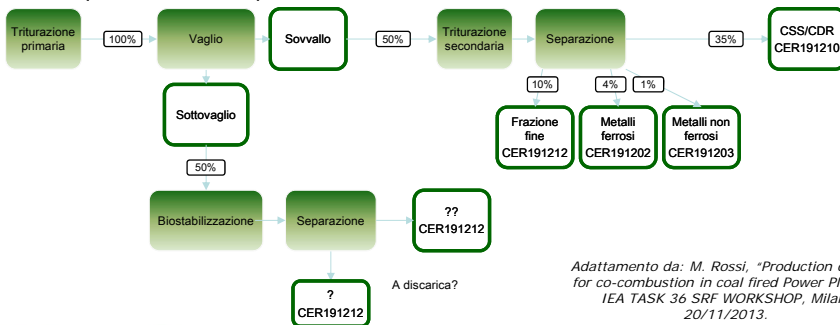 Triturazione
primaria
100%
Vaglio
Sovvallo
50%
Triturazione
secondaria
Separazione
35%
CSS/CDR
CER191210
10%
4%
1%
Sottovaglio
Frazione
fine
CER191212
Metalli
ferrosi
CER191202
Metalli non
ferrosi
CER191203
50%
Biostabilizzazione
Separazione
??
CER191212
?
CER191212
A discarica?
Adattamento da: M. Rossi, "Production
for co-combustion in coal fired Power
IEA TASK 36 SRF WORKSHOP,
20/11/2013.